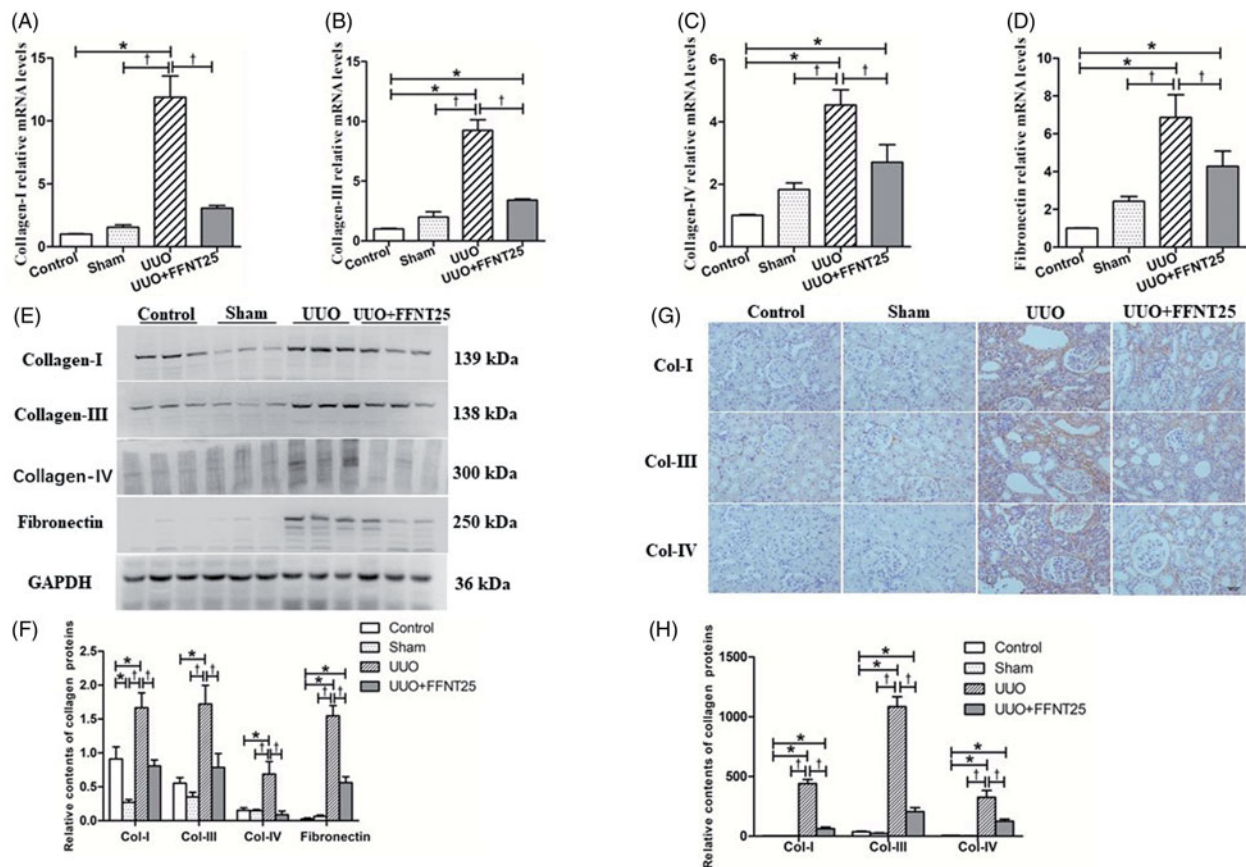 (A)
Collagen-I relative mRNA levels
15
10
5
0
Control
Sham
UUO
UUO+FFNT25
*
†
†
(B)
Collagen-III relative mRNA levels
15
10
5
0
Control
Sham
UUO
UUO+FFNT25
*
*
†
†
(C)
Collagen-IV relative mRNA levels
6
4
2
0
Control
Sham
UUO
UUO+FFNT25
*
*
†
†
(D)
Fibronectin relative mRNA levels
10
8
6
4
2
0
Control
Sham
UUO
UUO+FFNT25
*
*
†
†
(E)
Control Sham UUO UUO+FFNT25
Collagen-I 139 kDa
Collagen-III 138 kDa
Collagen-IV 300 kDa
Fibronectin 250 kDa
GAPDH 36 kDa
(G)
Control Sham UUO UUO+FFNT25
Col-I
Col-III
Col-IV
(F)
Relative contents of collagen proteins
2.5
2.0
1.5
1.0
0.5
0.0
Control
Sham
UUO
UUO+FFNT25
*
* † †
*
† †
*
† †
*
*
† †
Col-I Col-III Col-IV Fibronectin
(H)
Relative contents of collagen proteins
1500
1000
500
0
Control
Sham
UUO
UUO+FFNT25
*
*
† †
*
*
† †
*
*
† †
Col-I Col-III Col-IV